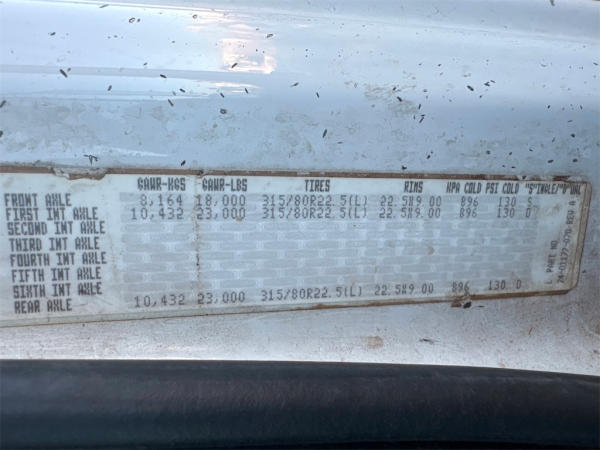 GAWR-KGS GAWR-LBS TIRES RIMS KPA COLD PSI COLD "S"INGLE/"D"UAL
FRONT AXLE 8,164 18,000 315/80R22.5(L) 22.5X9.00 896 130 S
FIRST INT AXLE 10,432 23,000 315/80R22.5(L) 22.5X9.00 896 130 D
SECOND INT AXLE
THIRD INT AXLE
FOURTH INT AXLE
FIFTH INT AXLE
SIXTH INT AXLE
REAR AXLE 10,432 23,000 315/80R22.5(L) 22.5X9.00 896 130 D
PART NO.
REV A